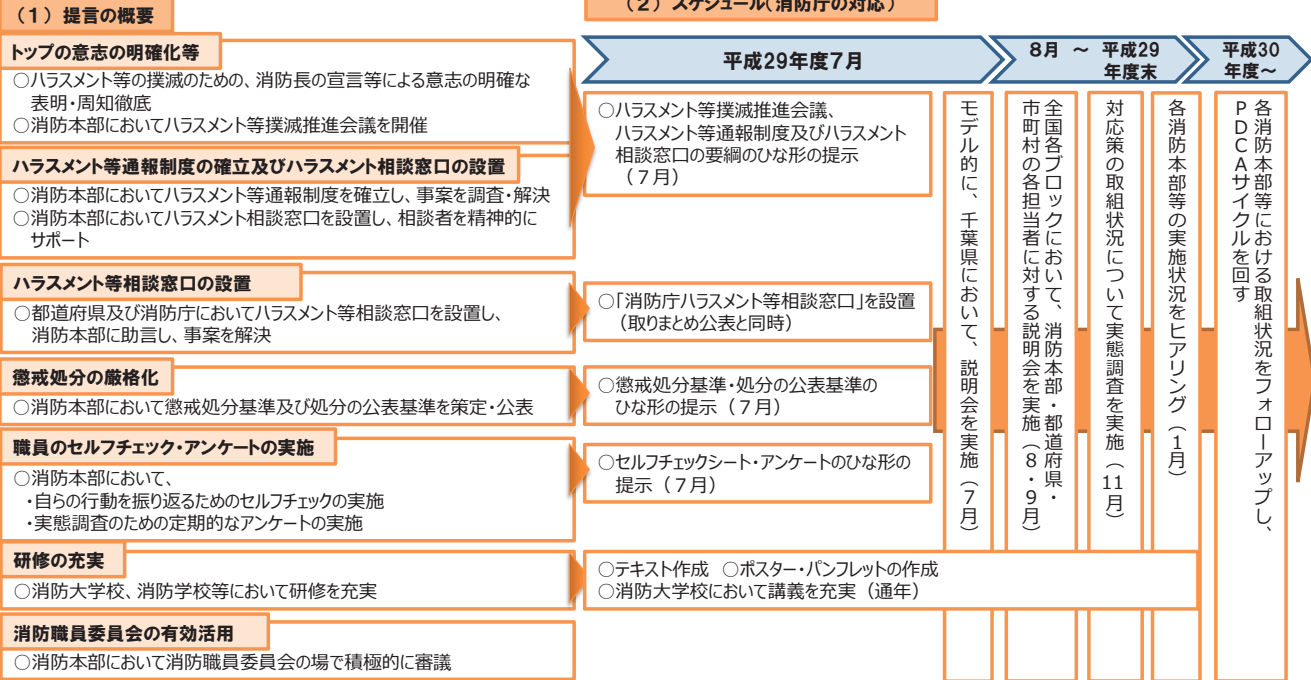 (1)提言の概要
トップの意志の明確化等
○ハラスメント等の撲滅のための、消防長の宣言等による意志の明確な
表明・周知徹底
○消防本部においてハラスメント等撲滅推進会議を開催
ハラスメント等通報制度の確立及びハラスメント相談窓口の設置
○消防本部においてハラスメント等通報制度を確立し、事案を調査・解決
○消防本部においてハラスメント相談窓口を設置し、相談者を精神的に
サポート
ハラスメント等相談窓口の設置
○都道府県及び消防庁においてハラスメント等相談窓口を設置し、
消防本部に助言し、事案を解決
懲戒処分の厳格化
○消防本部において懲戒処分基準及び処分の公表基準を策定・公表
職員のセルフチェック・アンケートの実施
○消防本部において、
・自らの行動を振り返るためのセルフチェックの実施
・実態調査のための定期的なアンケートの実施
研修の充実
○消防大学校、消防学校等において研修を充実
消防職員委員会の有効活用
○消防本部において消防職員委員会の場で積極的に審議
(2)スケジュール(消防庁の対応)
平成29年度7月
8月 ~ 平成29
年度末
平成30
年度~
○ハラスメント等撲滅推進会議、
ハラスメント等通報制度及びハラスメント
相談窓口の要綱のひな形の提示
(7月)
○「消防庁ハラスメント等相談窓口」を設置
(取りまとめ公表と同時)
○懲戒処分基準・処分の公表基準の
ひな形の提示(7月)
○セルフチェックシート・アンケートのひな形の
提示(7月)
○テキスト作成 ○ポスター・パンフレットの作成
○消防大学校において講義を充実(通年)
モデル的に、千葉県において、説明会を実施(7月)
全国各ブロックにおいて、消防本部・都道府県・
市町村の各担当者に対する説明会を実施(8・9月)
対応策の取組状況について実態調査を実施(11月)
各消防本部等の実施状況をヒアリング(1月)
各消防本部等における取組状況をフォローアップし、
PDCAサイクルを回す